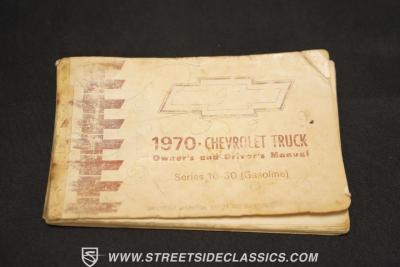 1970 · CHEVROLET TRUCK
Owner's and Driver's Manual
Series 10-30 (Gasoline)
WWW.STREETSIDECLASSICS.COM